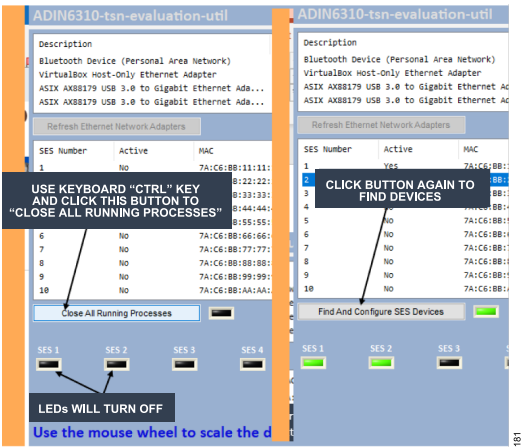 ADIN6310-tsn-evaluation-util
Description
Bluetooth Device (Personal Area Network)
VirtualBox Host-Only Ethernet Adapter
ASIX AX88179 USB 3.0 to Gigabit Ethernet Ada...
ASIX AX88179 USB 3.0 to Gigabit Ethernet Ada...
Refresh Ethernet Network Adapters
SES Number Active MAC
1 No 7A:C6:BB:11:11:
8:22:22:
B:33:33:
B:44:44:
B:55:55:
USE KEYBOARD “CTRL” KEY
AND CLICK THIS BUTTON TO
“CLOSE ALL RUNNING PROCESSES”
6 No 7A:C6:BB:66:66:
7 No 7A:C6:BB:77:77:
8 No 7A:C6:BB:88:88:
9 No 7A:C6:BB:99:99:
10 No 7A:C6:BB:AA:AA:
Close All Running Processes
SES 1 SES 2 SES 3 SES 4
LEDs WILL TURN OFF
Use the mouse wheel to scale the d
ADIN6310-tsn-evaluation-util
Description
Bluetooth Device (Personal Area Network)
VirtualBox Host-Only Ethernet Adapter
ASIX AX88179 USB 3.0 to Gigabit Ethernet Ad
ASIX AX88179 USB 3.0 to Gigabit Ethernet Ad
Refresh Ethernet Network Adapters
SES Number Active MAC
1 Yes 7A:C6:BB:
2
3
4 No 7A:C6:BB:
5 No 7A:C6:BB:
6 No 7A:C6:BB:
7 No 7A:C6:BB:
8 No 7A:C6:BB:
9 No 7A:C6:BB:
10 No 7A:C6:BB:
CLICK BUTTON AGAIN TO
FIND DEVICES
Find And Configure SES Devices
SES 1 SES 2 SES 3
181